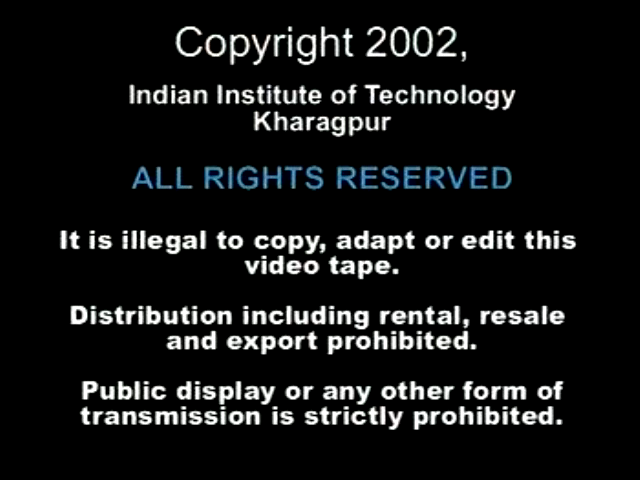 Copyright 2002,
Indian Institute of Technology
Kharagpur
ALL RIGHTS RESERVED
It is illegal to copy, adapt or edit this
video tape.
Distribution including rental, resale
and export prohibited.
Public display or any other form of
transmission is strictly prohibited.